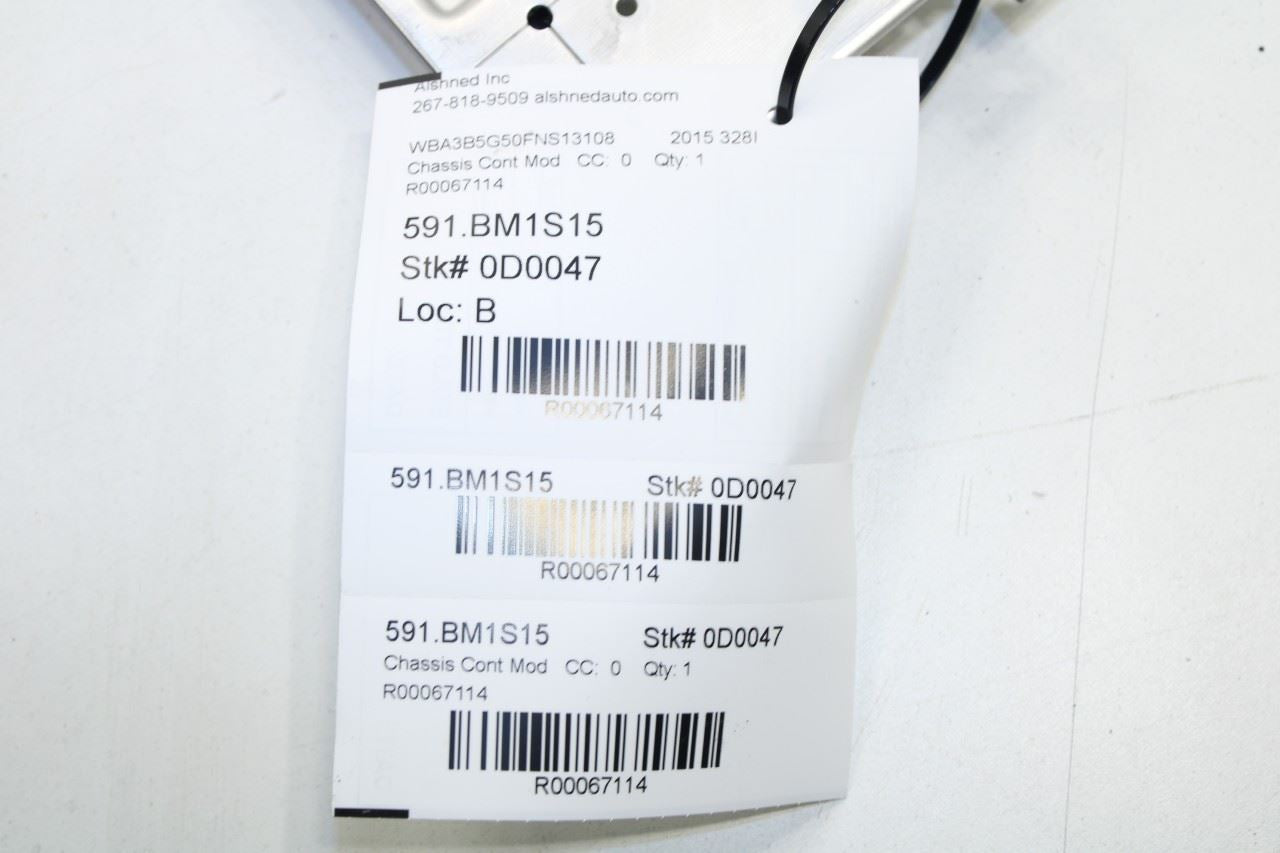 Alshned Inc
267-818-9509 alshnedauto.com
WBA3B5G50FNS13108 2015 328I
Chassis Cont Mod CC: 0 Qty: 1
R00067114
591.BM1S15
Stk# 0D0047
Loc: B
R00067114
591.BM1S15 Stk# 0D0047
R00067114
591.BM1S15 Stk# 0D0047
Chassis Cont Mod CC: 0 Qty: 1
R00067114
R00067114